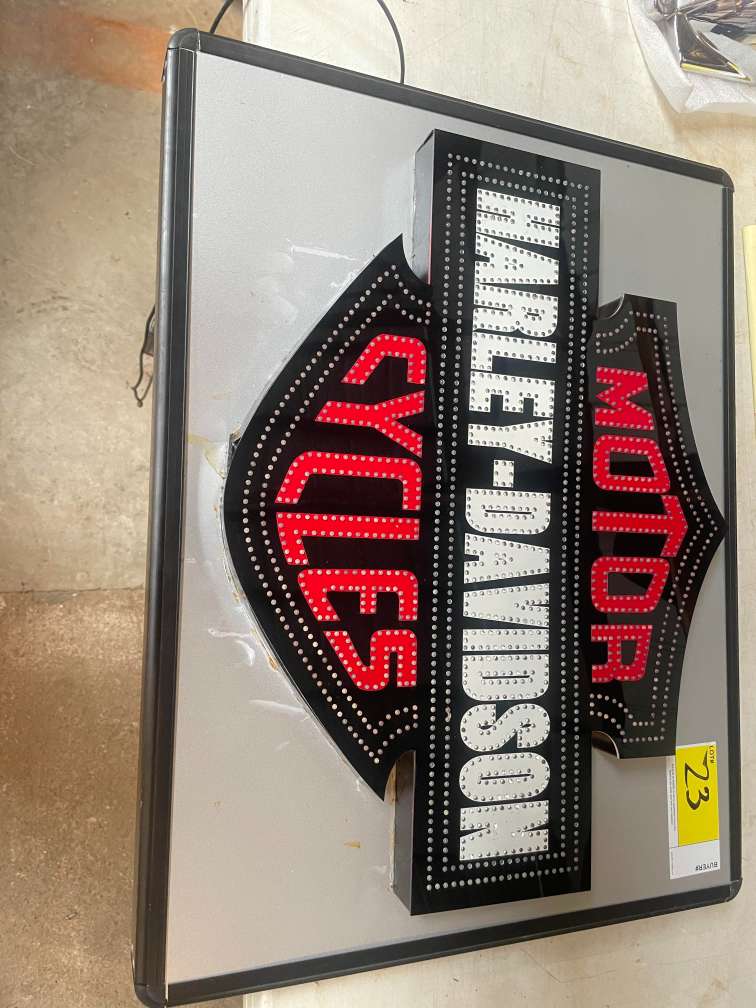 MOTOR
HARLEY-DAVIDSON
CYCLES
LOT#
23
BUYER#